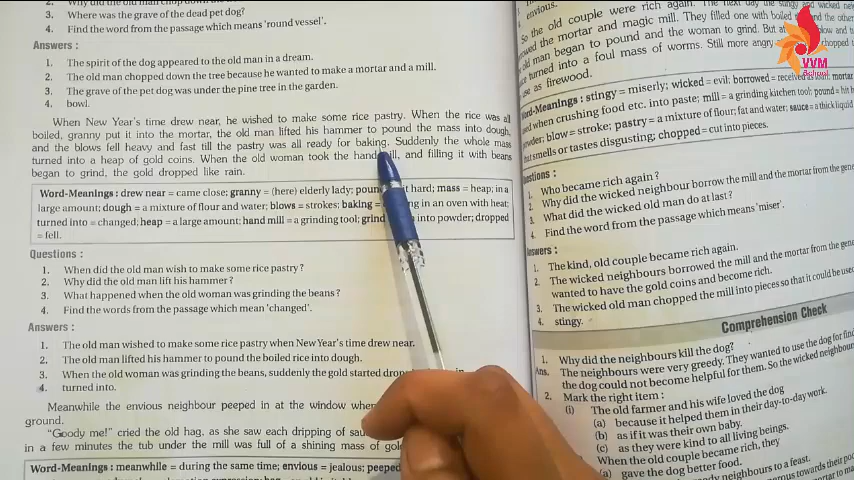 3. Where was the grave of the dead pet dog?
4. Find the word from the passage which means 'round vessel'.
Answers :
1. The spirit of the dog appeared to the old man in a dream.
2. The old man chopped down the tree because he wanted to make a mortar and a mill.
3. The grave of the pet dog was under the pine tree in the garden.
4. bowl.
When New Year's time drew near, he wished to make some rice pastry. When the rice was all
boiled, granny put it into the mortar, the old man lifted his hammer to pound the mass into dough,
and the blows fell heavy and fast till the pastry was all ready for baking. Suddenly the whole mass
turned into a heap of gold coins. When the old woman took the hand mill, and filling it with beans
began to grind, the gold dropped like rain.
Word-Meanings : drew near = came close; granny = (here) elderly lady; hard; mass = heap; in a
large amount; dough = a mixture of flour and water; blows = strokes; baking = in an oven with heat;
turned into = changed; heap = a large amount; hand mill = a grinding tool; grind into powder; dropped
= fell.
Questions :
1. When did the old man wish to make some rice pastry?
2. Why did the old man lift his hammer?
3. What happened when the old woman was grinding the beans?
4. Find the words from the passage which mean 'changed'.
Answers :
1. The old man wished to make some rice pastry when New Year's time drew near.
2. The old man lifted his hammer to pound the boiled rice into dough.
3. When the old woman was grinding the beans, suddenly the gold started
4. turned into.
Meanwhile the envious neighbour peeped in at the window
ground.
"Goody me!" cried the old hag, as she saw each dripping of
in a few minutes the tub under the mill was full of a shining mass of
Word-Meanings : meanwhile = during the same time; envious = jealous; peeped
envious.
So the old couple were rich again. The next day the stingy and wicked
the mortar and magic mill. They filled one with boiled and the other
old man began to pound and the woman to grind. But at
turned into a foul mass of worms. Still more angry chopped
as firewood.
Word-Meanings : stingy = miserly; wicked = evil; borrowed = mortar
used when crushing food etc. into paste; mill = a grinding kitchen tool; pound = hit
powder; blow = stroke; pastry = a mixture of flour; fat and water; sauce = a thick liquid
smells or tastes disgusting; chopped = cut into pieces.
Questions :
1. Who became rich again?
2. Why did the wicked neighbour borrow the mill and the mortar from the
3. What did the wicked old man do at last?
4. Find the word from the passage which means 'miser'.
Answers :
1. The kind, old couple became rich again.
2. The wicked neighbours borrowed the mill and the mortar from the
wanted to have the gold coins and become rich.
3. The wicked old man chopped the mill into pieces so that it could be
4. stingy.
Comprehension Check
1. Why did the neighbours kill the dog?
Ans. The neighbours were very greedy. They wanted to use the dog for
the dog could not become helpful for them. So the wicked
2. Mark the right item :
(i) The old farmer and his wife loved the dog
(a) because it helped them in their day-to-day work.
(b) as if it was their own baby.
(c) as they were kind to all living beings.
When the old couple became rich, they
(a) gave the dog better food.
neighbours to a feast.
VVM
School